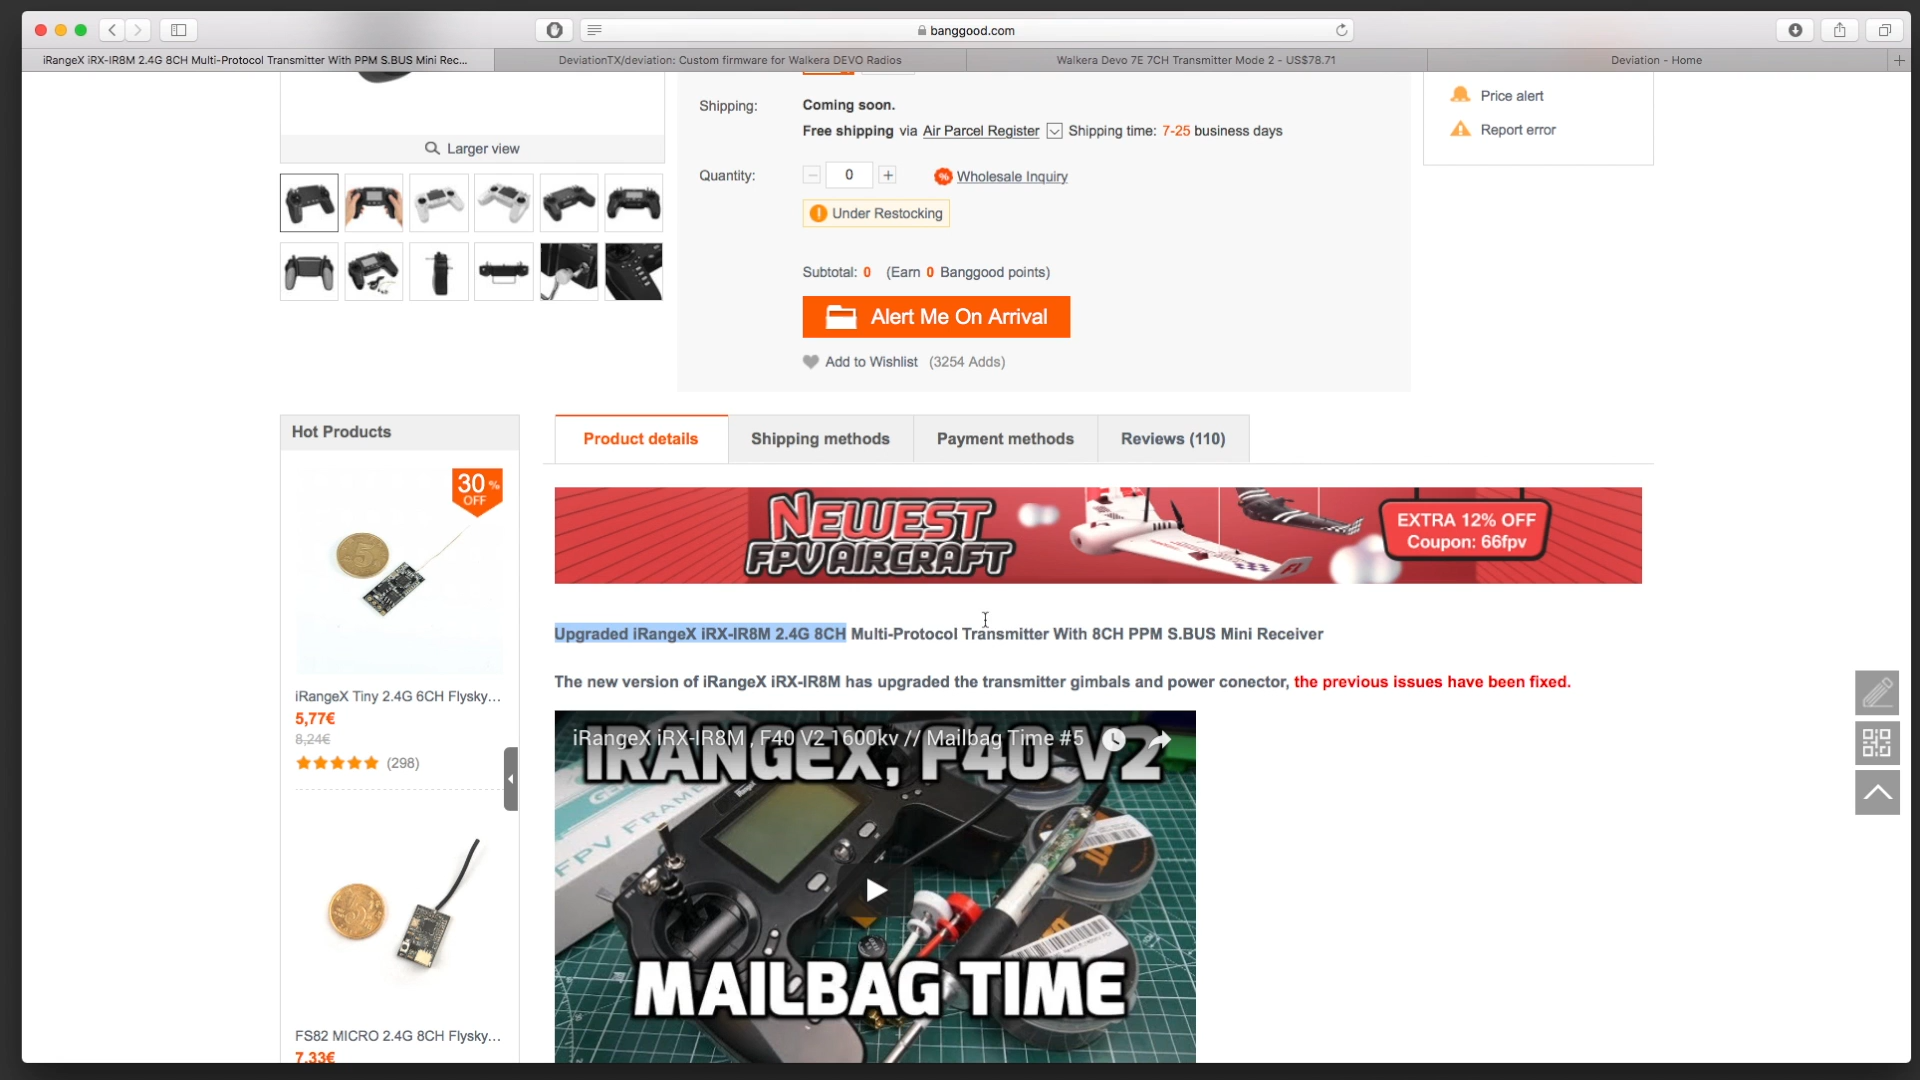 banggood.com
iRangeX iRX-IR8M 2.4G 8CH Multi-Protocol Transmitter With PPM S.BUS Mini Rec...
DeviationTX/deviation: Custom firmware for Walkera DEVO Radios
Walkera Devo 7E 7CH Transmitter Mode 2 - US$78.71
Deviation - Home
Larger view
Shipping:
Coming soon.
Free shipping via Air Parcel Register Shipping time: 7-25 business days
Quantity:
0
Wholesale Inquiry
Under Restocking
Subtotal: 0 (Earn 0 Banggood points)
Alert Me On Arrival
Add to Wishlist (3254 Adds)
Price alert
Report error
Hot Products
30 %
OFF
iRangeX Tiny 2.4G 6CH Flysky...
5,77€
8,24€
(298)
FS82 MICRO 2.4G 8CH Flysky...
7,33€
Product details
Shipping methods
Payment methods
Reviews (110)
NEWEST
FPV AIRCRAFT
EXTRA 12% OFF
Coupon: 66fpv
Upgraded iRangeX iRX-IR8M 2.4G 8CH Multi-Protocol Transmitter With 8CH PPM S.BUS Mini Receiver
The new version of iRangeX iRX-IR8M has upgraded the transmitter gimbals and power conector, the previous issues have been fixed.
iRangeX iRX-IR8M , F40 V2 1600kv // Mailbag Time #5
IRANGEX, F40 V2
FPV FRAME
MAILBAG TIME